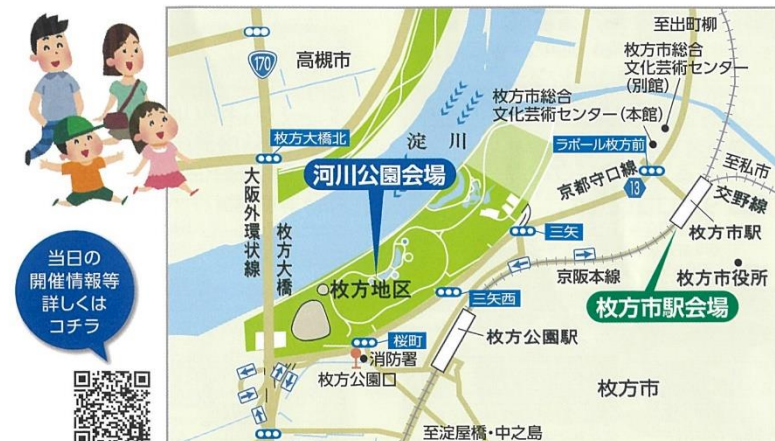 至出町柳
高槻市
170
枚方市総合
文化芸術センター
(別館)
枚方市総合
文化芸術センター(本館)
枚方大橋北
淀川
ラポール枚方前
至私市
河川公園会場
京都守口線
13
交野線
大阪外環状線
枚方大橋
枚方市駅
三矢
当日の
開催情報等
詳しくは
コチラ
枚方地区
京阪本線
枚方市役所
三矢西
枚方市駅会場
桜町
枚方公園駅
消防署
枚方公園口
枚方市
至淀屋橋・中之島